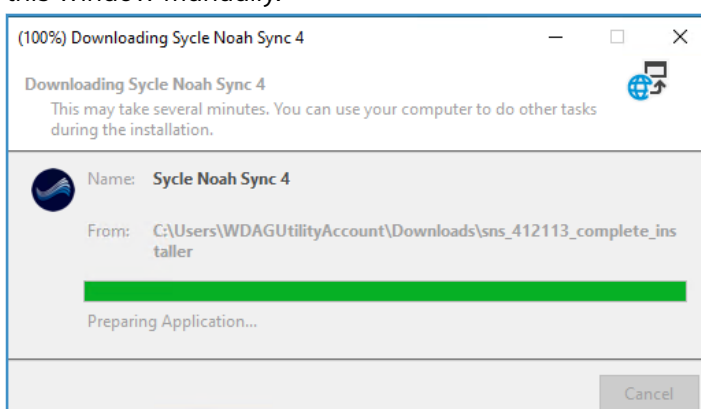 this window manually.
(100%) Downloading Sycle Noah Sync 4
Downloading Sycle Noah Sync 4
This may take several minutes. You can use your computer to do other tasks
during the installation.
Name: Sycle Noah Sync 4
From: C:\Users\WDAGUtilityAccount\Downloads\sns_412113_complete_ins
taller
Preparing Application...
Cancel